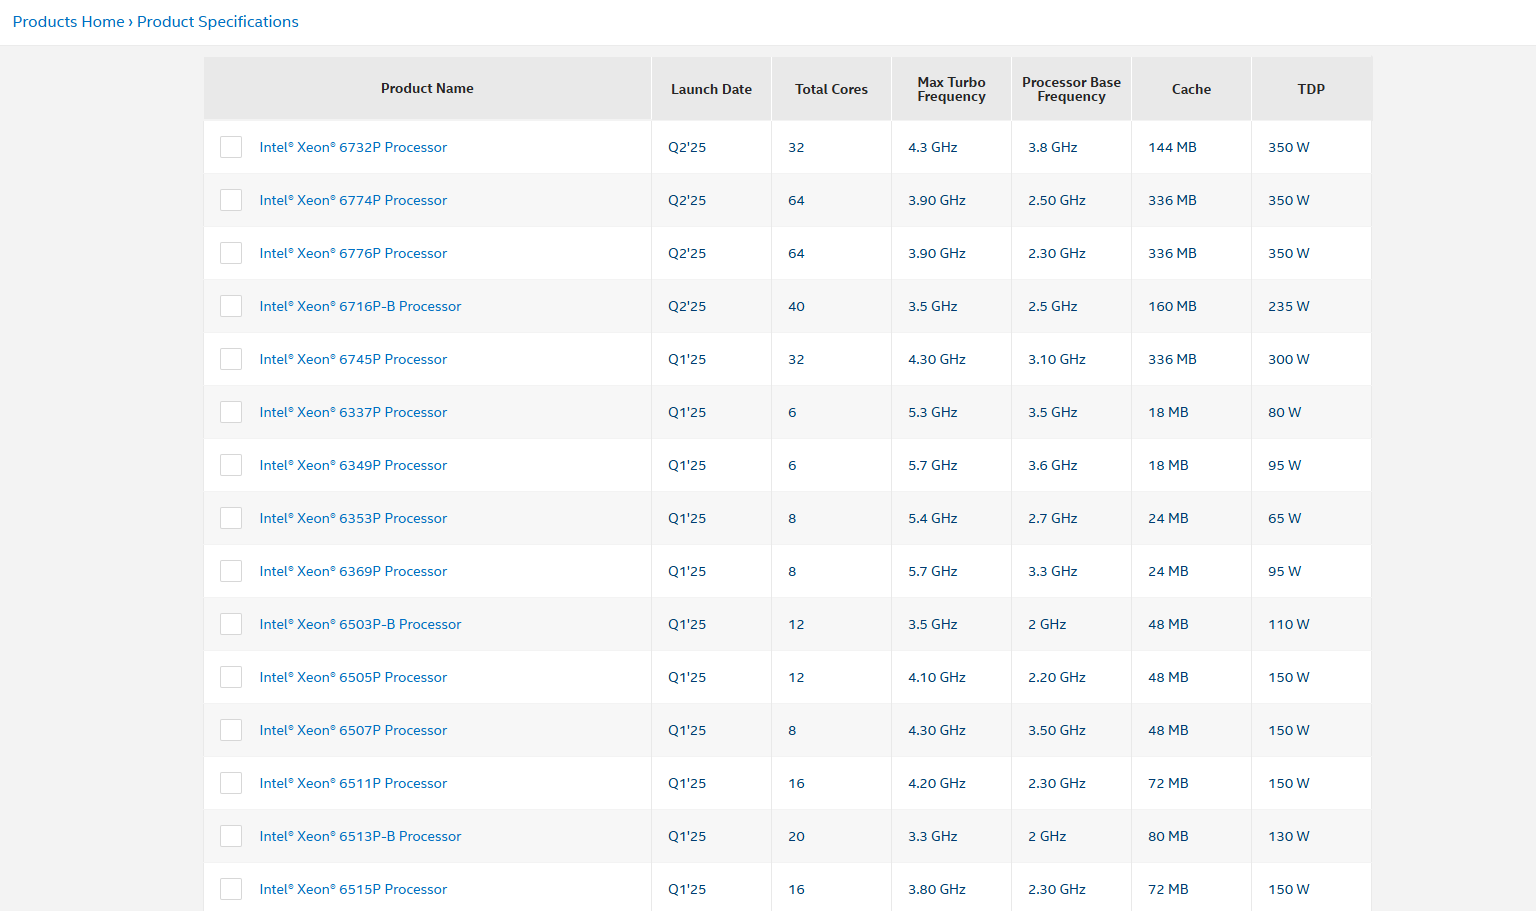 Products Home › Product Specifications
Product Name Launch Date Total Cores Max Turbo Frequency Processor Base Frequency Cache TDP
Intel® Xeon® 6732P Processor Q2'25 32 4.3 GHz 3.8 GHz 144 MB 350 W
Intel® Xeon® 6774P Processor Q2'25 64 3.90 GHz 2.50 GHz 336 MB 350 W
Intel® Xeon® 6776P Processor Q2'25 64 3.90 GHz 2.30 GHz 336 MB 350 W
Intel® Xeon® 6716P-B Processor Q2'25 40 3.5 GHz 2.5 GHz 160 MB 235 W
Intel® Xeon® 6745P Processor Q1'25 32 4.30 GHz 3.10 GHz 336 MB 300 W
Intel® Xeon® 6337P Processor Q1'25 6 5.3 GHz 3.5 GHz 18 MB 80 W
Intel® Xeon® 6349P Processor Q1'25 6 5.7 GHz 3.6 GHz 18 MB 95 W
Intel® Xeon® 6353P Processor Q1'25 8 5.4 GHz 2.7 GHz 24 MB 65 W
Intel® Xeon® 6369P Processor Q1'25 8 5.7 GHz 3.3 GHz 24 MB 95 W
Intel® Xeon® 6503P-B Processor Q1'25 12 3.5 GHz 2 GHz 48 MB 110 W
Intel® Xeon® 6505P Processor Q1'25 12 4.10 GHz 2.20 GHz 48 MB 150 W
Intel® Xeon® 6507P Processor Q1'25 8 4.30 GHz 3.50 GHz 48 MB 150 W
Intel® Xeon® 6511P Processor Q1'25 16 4.20 GHz 2.30 GHz 72 MB 150 W
Intel® Xeon® 6513P-B Processor Q1'25 20 3.3 GHz 2 GHz 80 MB 130 W
Intel® Xeon® 6515P Processor Q1'25 16 3.80 GHz 2.30 GHz 72 MB 150 W